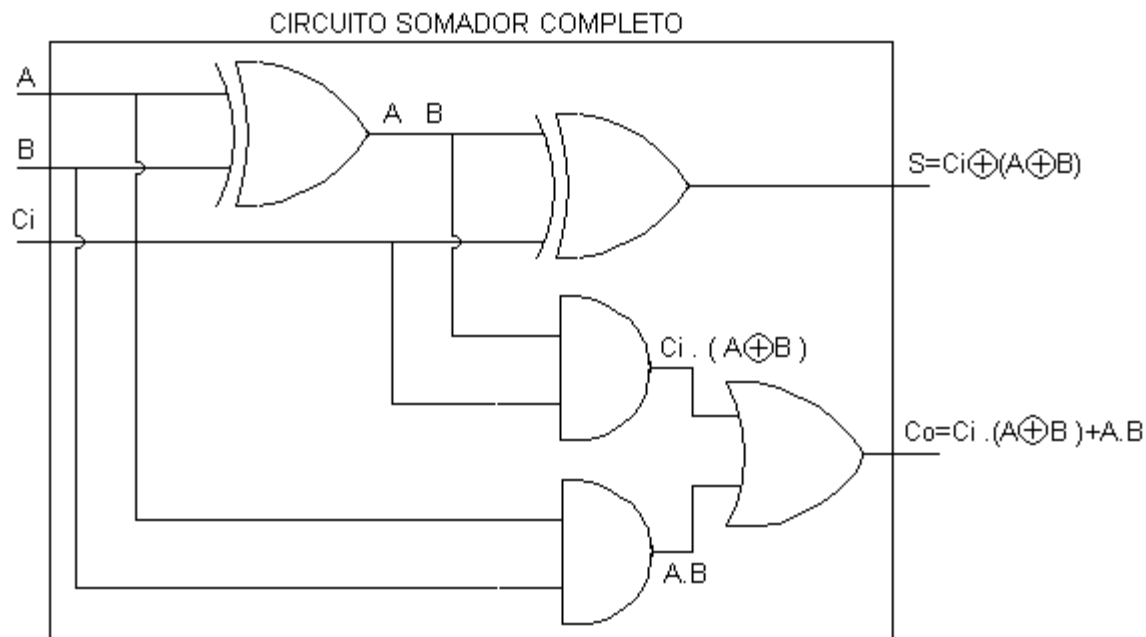 CIRCUITO SOMADOR COMPLETO
A
A B
B
S=Ci⊕(A⊕B)
Ci
Ci . ( A⊕B )
Co=Ci .(A⊕B )+A.B
A.B